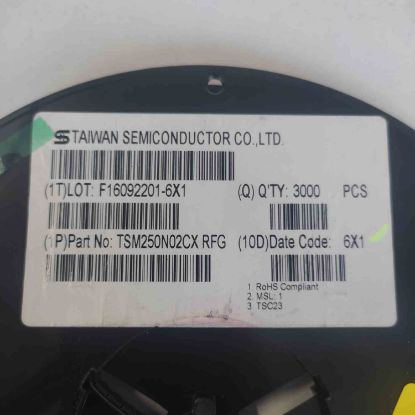 TAIWAN SEMICONDUCTOR CO.,LTD.
(1T)LOT: F16092201-6X1 (Q) Q'TY: 3000 PCS
(1P)Part No: TSM250N02CX RFG (10D)Date Code: 6X1
1 RoHS Compliant
2. MSL: 1
3 TSC23